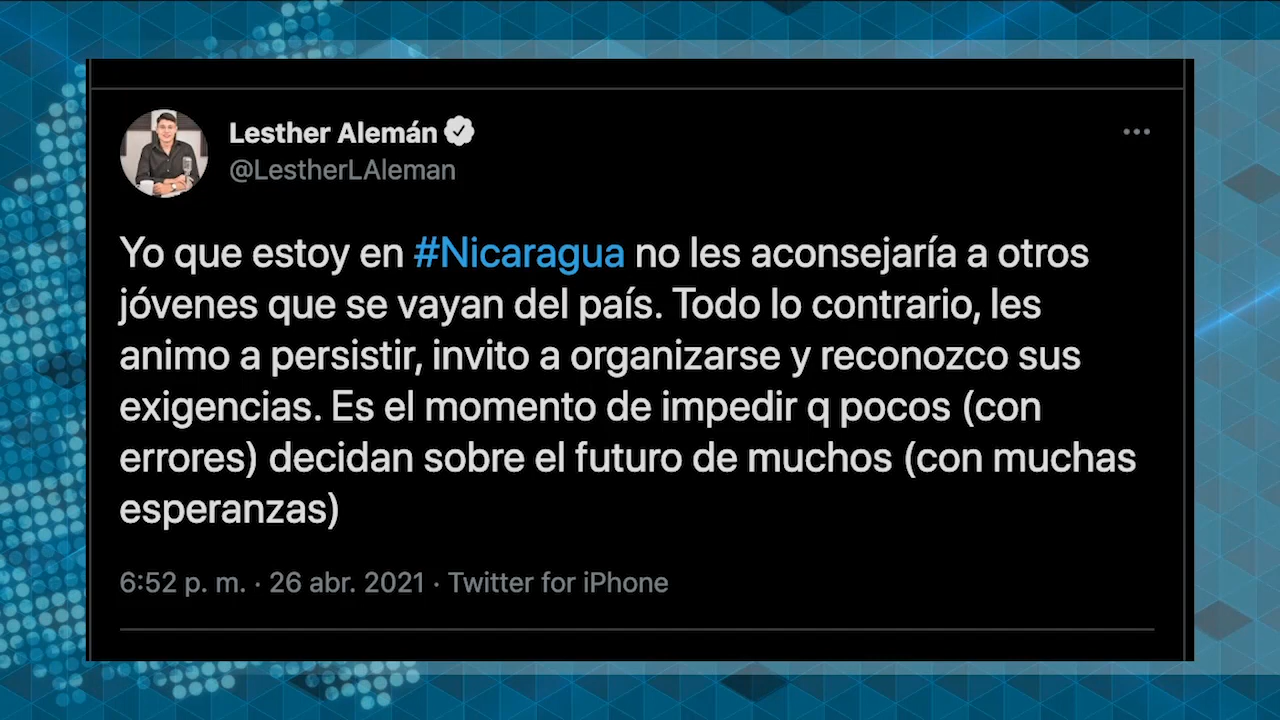 Lesther Alemán
@LestherLAleman
Yo que estoy en #Nicaragua no les aconsejaría a otros
jóvenes que se vayan del país. Todo lo contrario, les
animo a persistir, invito a organizarse y reconozco sus
exigencias. Es el momento de impedir q pocos (con
errores) decidan sobre el futuro de muchos (con muchas
esperanzas)
6:52 p. m. · 26 abr. 2021 · Twitter for iPhone